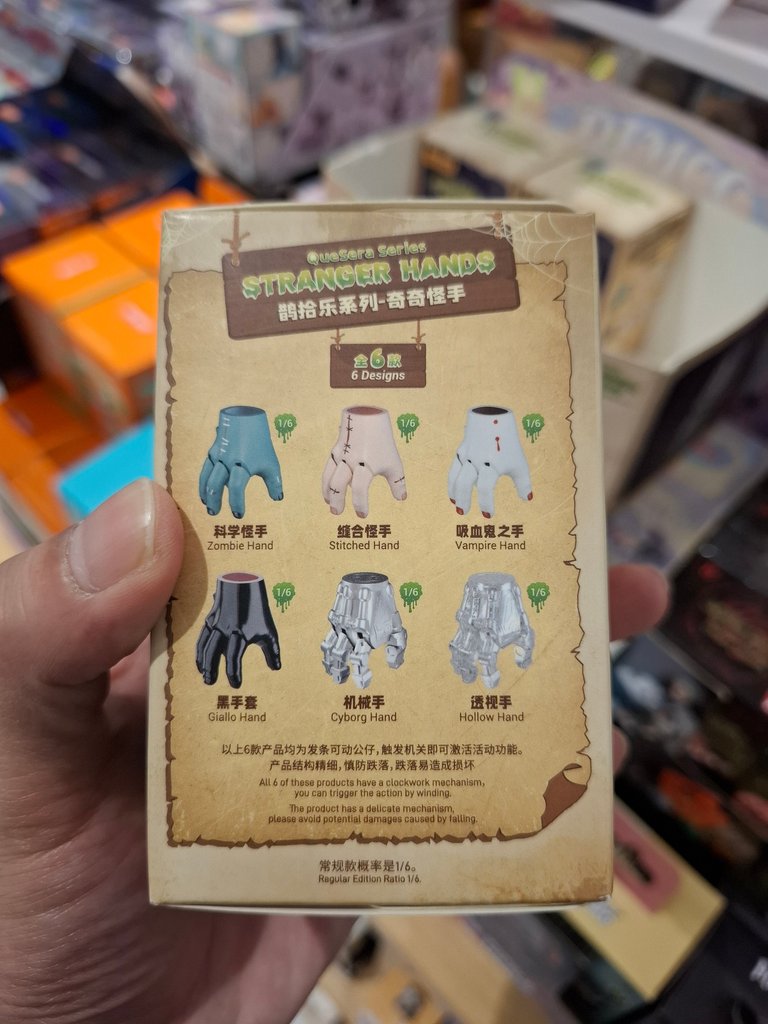 QueSera Series
STRANGER HANDS
鹊拾乐系列-奇奇怪手
全6款
6 Designs
1/6
1/6
1/6
科学怪手
Zombie Hand
缝合怪手
Stitched Hand
吸血鬼之手
Vampire Hand
1/6
1/6
1/6
黑手套
Giallo Hand
机械手
Cyborg Hand
透视手
Hollow Hand
以上6款产品均为发条可动公仔,触发机关即可激活活动功能。
产品结构精细,慎防跌落,跌落易造成损坏
All 6 of these products have a clockwork mechanism,
you can trigger the action by winding.
The product has a delicate mechanism,
please avoid potential damages caused by falling.
常规款概率是1/6。
Regular Edition Ratio 1/6.